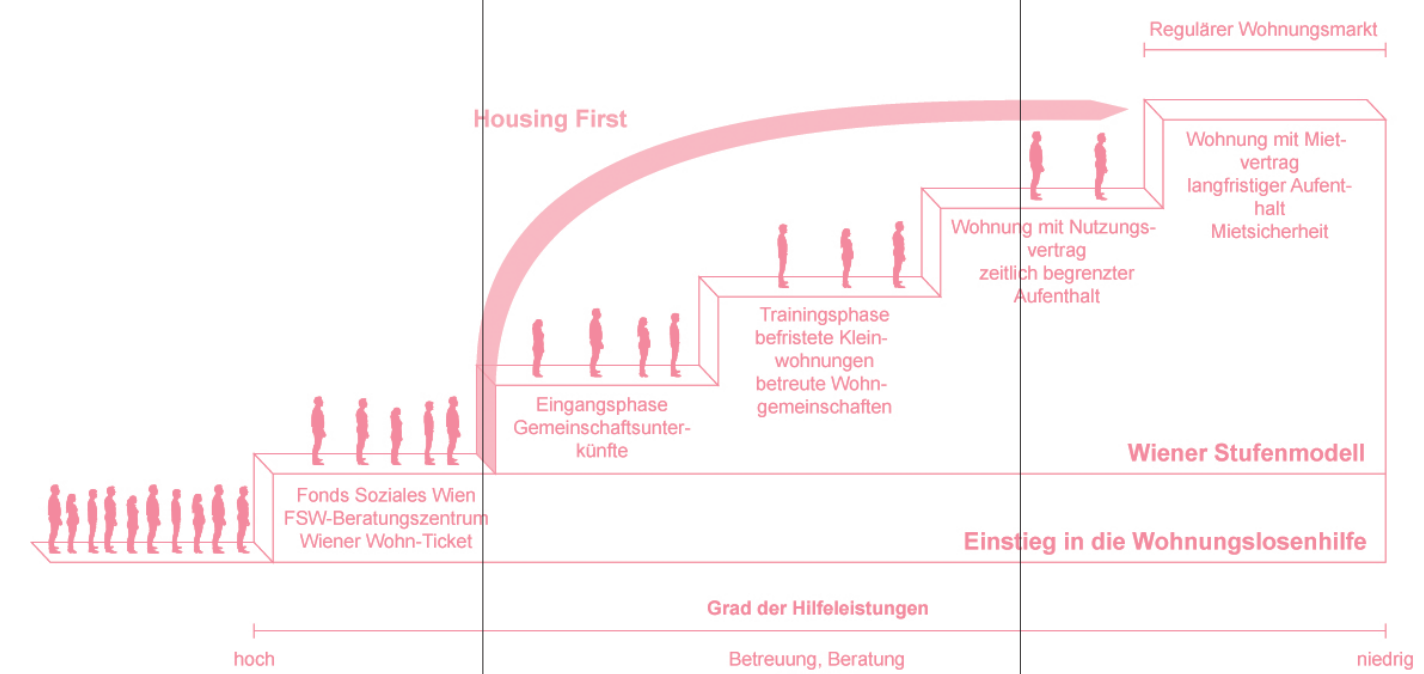 Regulärer Wohnungsmarkt
Housing First
Wohnung mit Miet-
vertrag
langfristiger Aufent-
halt
Mietsicherheit
Wohnung mit Nutzungs-
vertrag
zeitlich begrenzter
Aufenthalt
Trainingsphase
befristete Klein-
wohnungen
betreute Wohn-
gemeinschaften
Eingangsphase
Gemeinschaftsunter-
künfte
Wiener Stufenmodell
Fonds Soziales Wien
FSW-Beratungszentrum
Wiener Wohn-Ticket
Einstieg in die Wohnungslosenhilfe
Grad der Hilfeleistungen
hoch
Betreuung, Beratung
niedrig